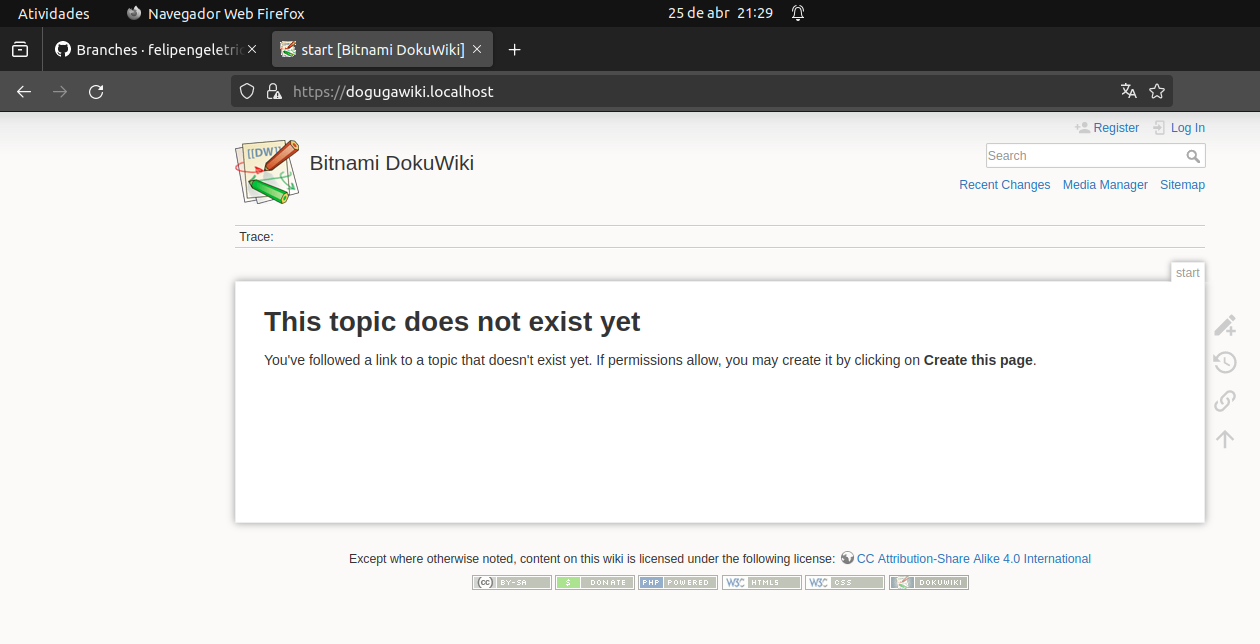 Atividades Navegador Web Firefox 25 de abr 21:29
Branches · felipengeletric start [Bitnami DokuWiki]
https://dogugawiki.localhost
Register Log In
[[DW]] Bitnami DokuWiki
Search
Recent Changes Media Manager Sitemap
Trace:
start
This topic does not exist yet
You've followed a link to a topic that doesn't exist yet. If permissions allow, you may create it by clicking on Create this page.
Except where otherwise noted, content on this wiki is licensed under the following license: CC Attribution-Share Alike 4.0 International
cc BY-SA $ DONATE PHP POWERED W3C HTML5 W3C CSS DOKUWIKI